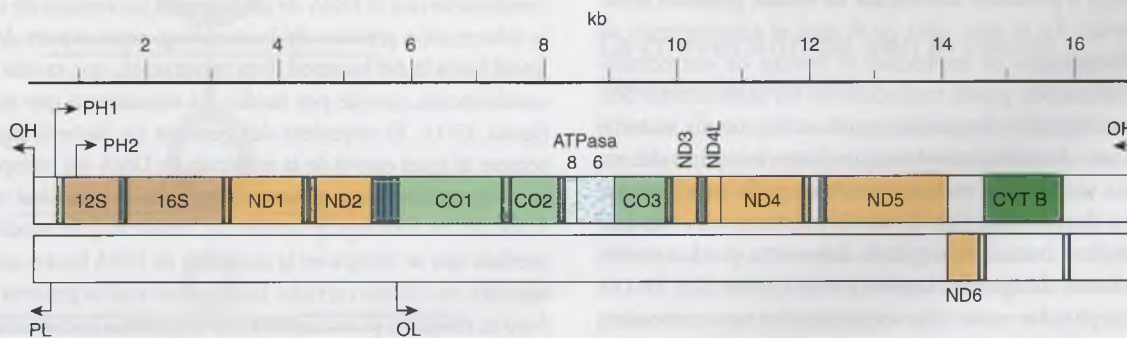 kb
2 4 6 8 10 12 14 16
PH1
OH
PH2
ATPasa
8 6
ND3
ND4L
OH
12S 16S ND1 ND2 CO1 CO2 CO3 ND4 ND5 CYT B
ND6
PL OL